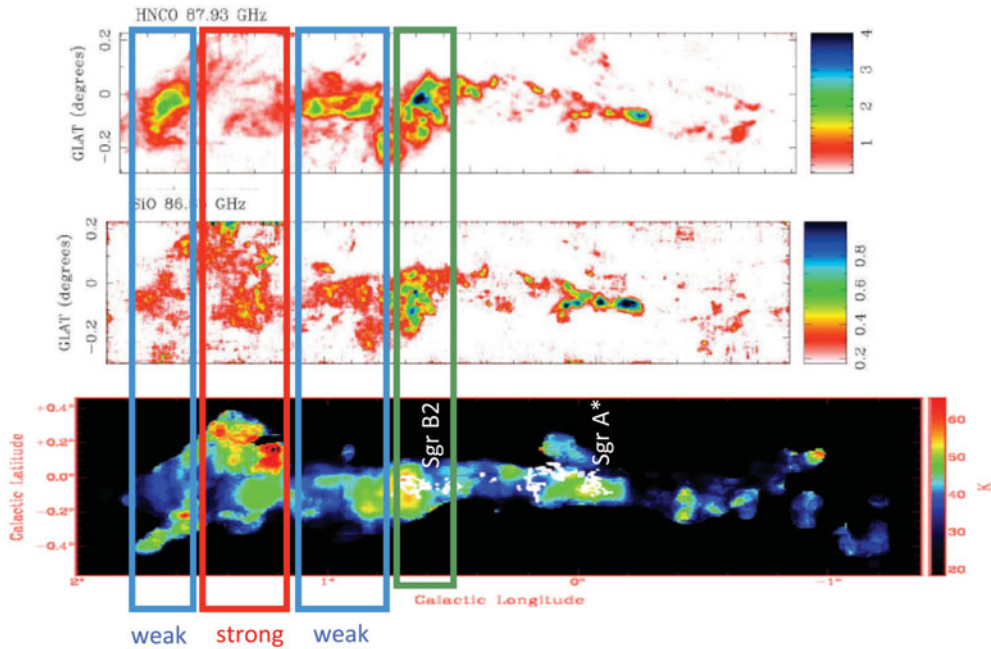 HNCO 87.93 GHz
GLAT (degrees)
0.2
0
−0.2
4
3
2
1
SiO 86. GHz
GLAT (degrees)
0.2
0
−0.2
0.8
0.6
0.4
0.2
Galactic Latitude
+0.4°
+0.2°
0.0°
-0.2°
-0.4°
Sgr B2
Sgr A*
60
50
40
30
20
K
2°
1°
0°
-1°
Galactic Longitude
weak strong weak